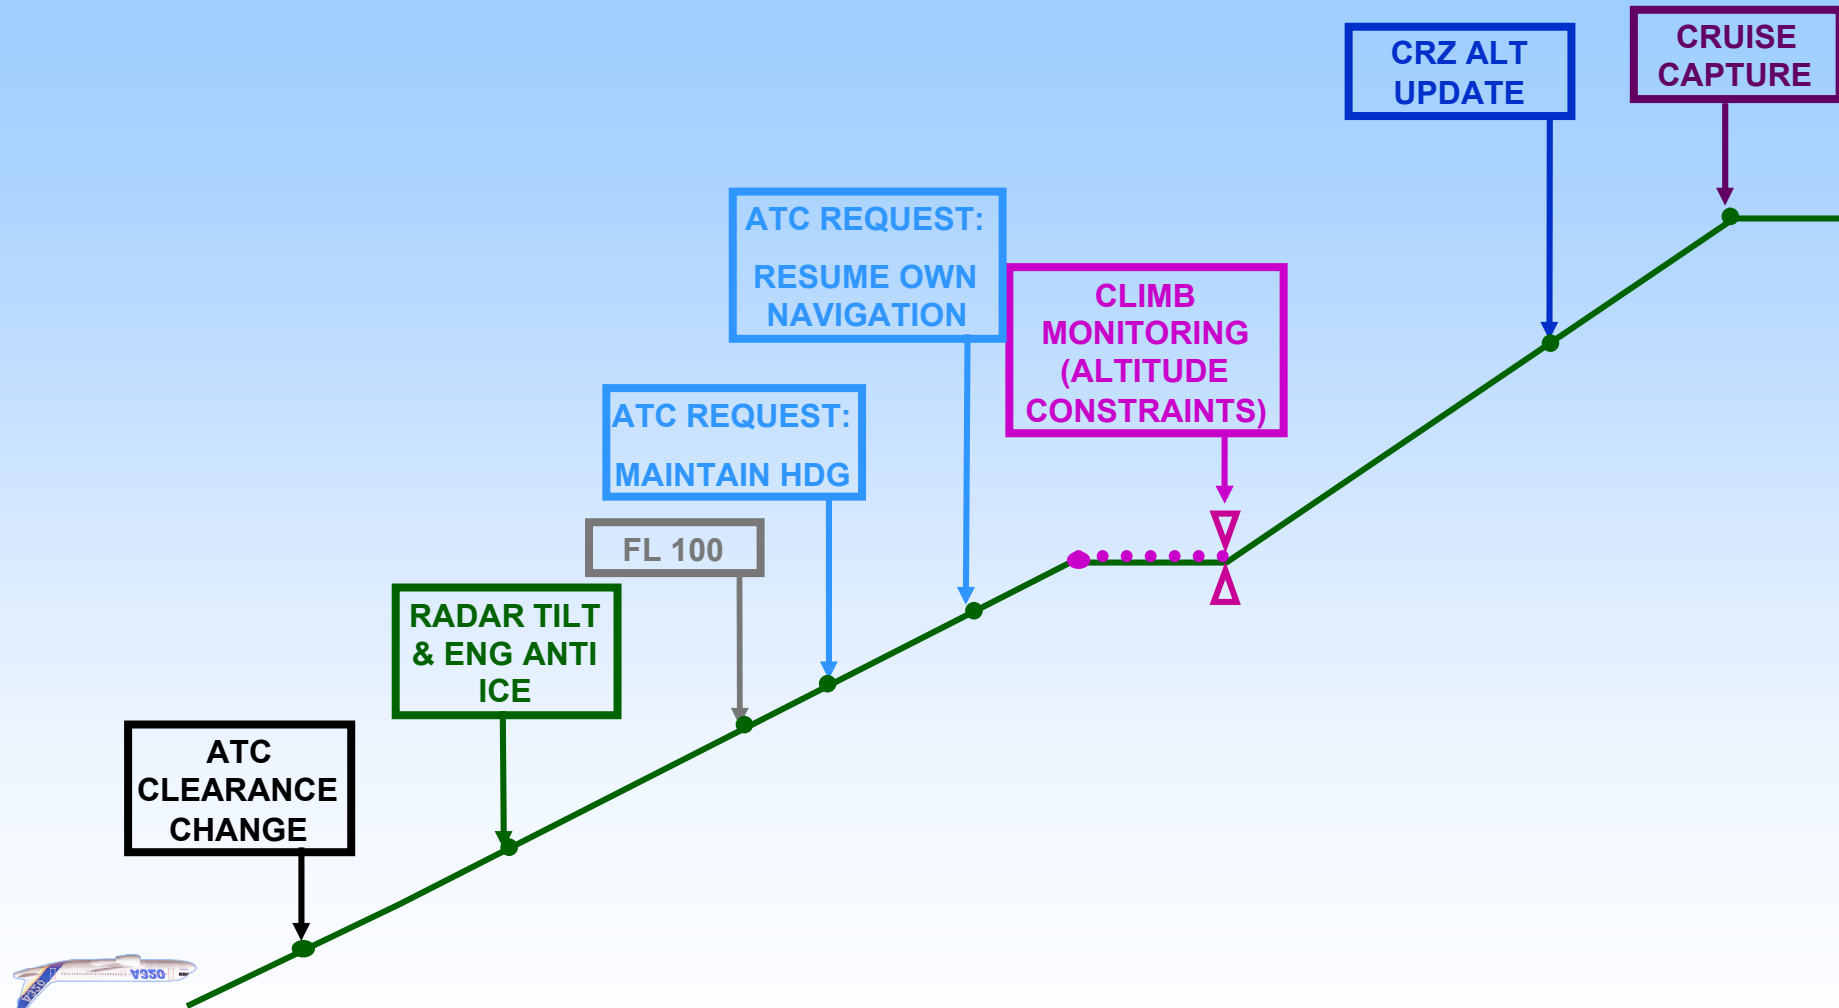 CRZ ALT
UPDATE
CRUISE
CAPTURE
ATC REQUEST:
RESUME OWN
NAVIGATION
CLIMB
MONITORING
(ALTITUDE
CONSTRAINTS)
ATC REQUEST:
MAINTAIN HDG
FL 100
RADAR TILT
& ENG ANTI
ICE
ATC
CLEARANCE
CHANGE
A320
A320